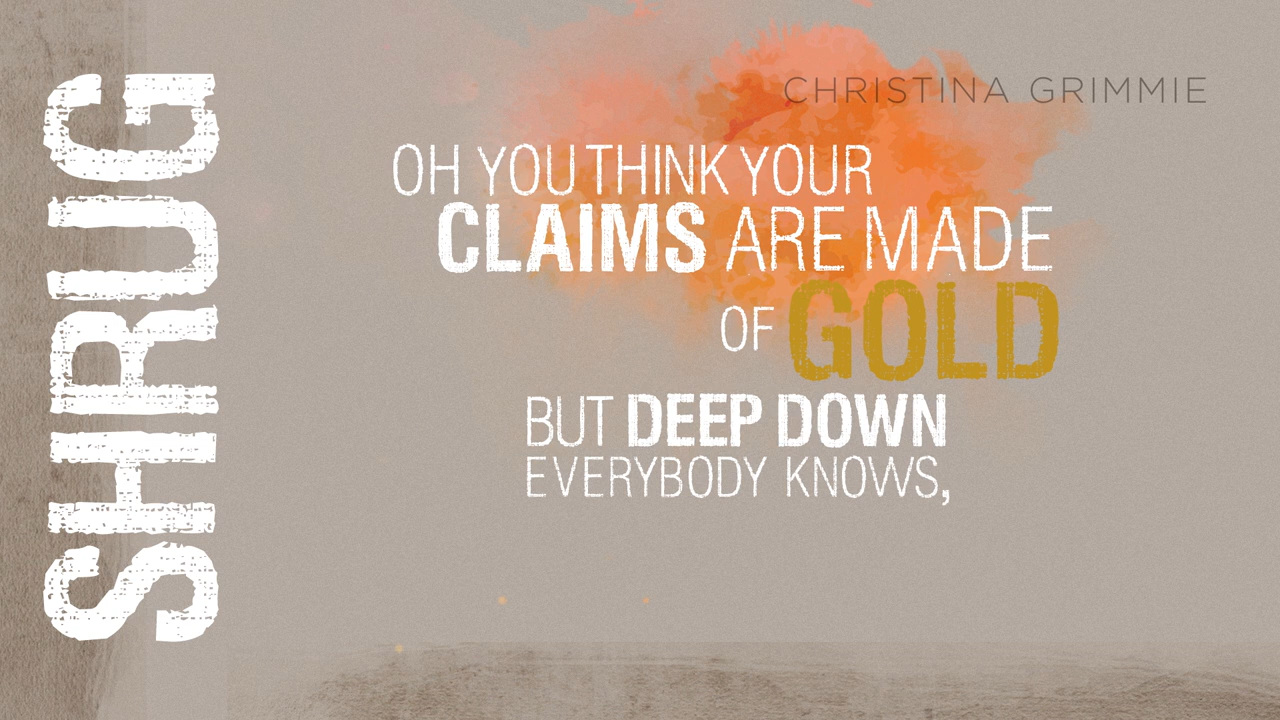 SHRUG
CHRISTINA GRIMMIE
OH YOU THINK YOUR
CLAIMS ARE MADE
OF GOLD
BUT DEEP DOWN
EVERYBODY KNOWS,